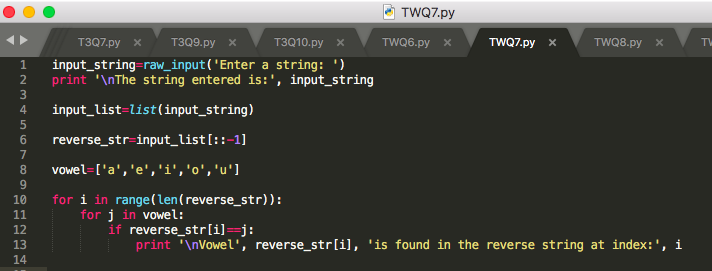 TWQ7.py
T3Q7.py × T3Q9.py × T3Q10.py × TWQ6.py × TWQ7.py × TWQ8.py × TW
1 input_string=raw_input('Enter a string: ')
2 print '\nThe string entered is:', input_string
3
4 input_list=list(input_string)
5
6 reverse_str=input_list[::-1]
7
8 vowel=['a','e','i','o','u']
9
10 for i in range(len(reverse_str)):
11     for j in vowel:
12         if reverse_str[i]==j:
13             print '\nVowel', reverse_str[i], 'is found in the reverse string at index:', i
14